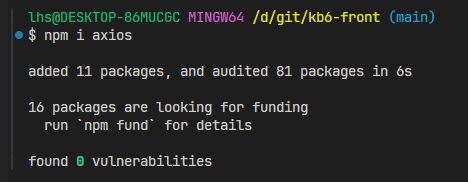 lhs@DESKTOP-86MUCGC MINGW64 /d/git/kb6-front (main)
$ npm i axios
added 11 packages, and audited 81 packages in 6s
16 packages are looking for funding
run `npm fund` for details
found 0 vulnerabilities